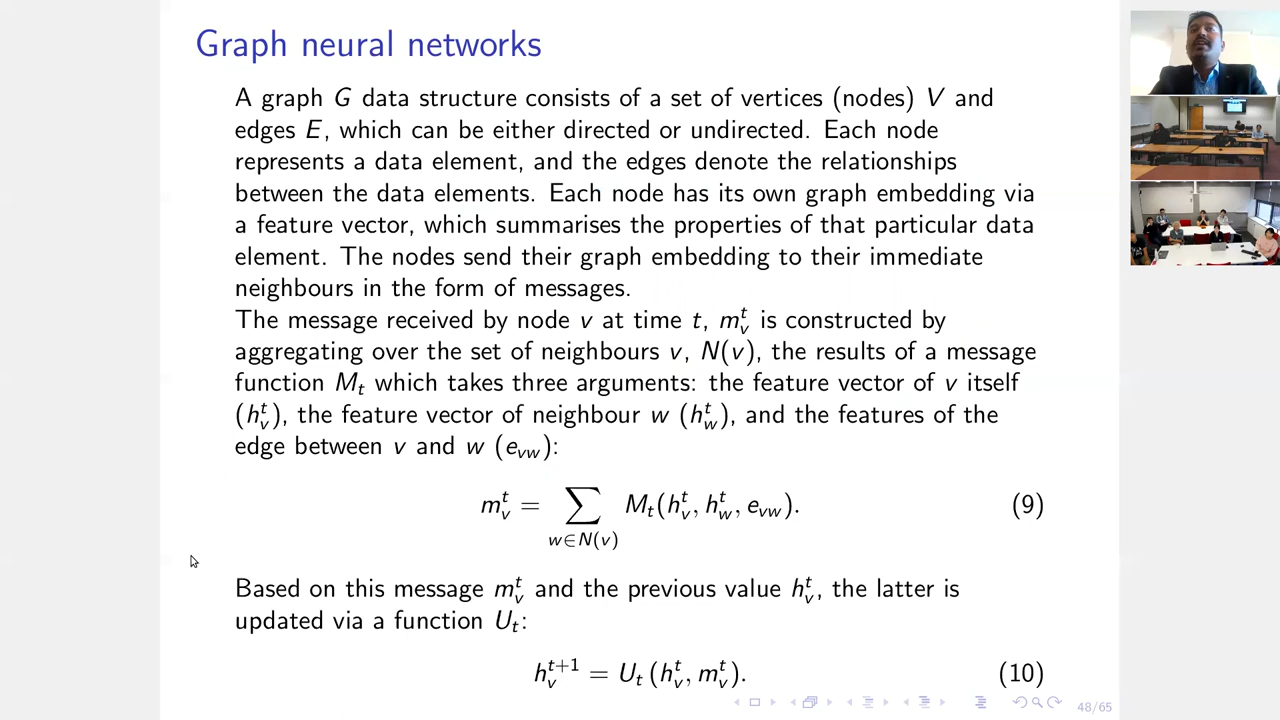 Graph neural networks
A graph G data structure consists of a set of vertices (nodes) V and
edges E, which can be either directed or undirected. Each node
represents a data element, and the edges denote the relationships
between the data elements. Each node has its own graph embedding via
a feature vector, which summarises the properties of that particular data
element. The nodes send their graph embedding to their immediate
neighbours in the form of messages.
The message received by node v at time t, m_v^t is constructed by
aggregating over the set of neighbours v, N(v), the results of a message
function M_t which takes three arguments: the feature vector of v itself
(h_v^t), the feature vector of neighbour w (h_w^t), and the features of the
edge between v and w (e_vw):
m_v^t = ∑_{w∈N(v)} M_t(h_v^t, h_w^t, e_vw). (9)
Based on this message m_v^t and the previous value h_v^t, the latter is
updated via a function U_t:
h_v^{t+1} = U_t (h_v^t, m_v^t). (10)
48/65